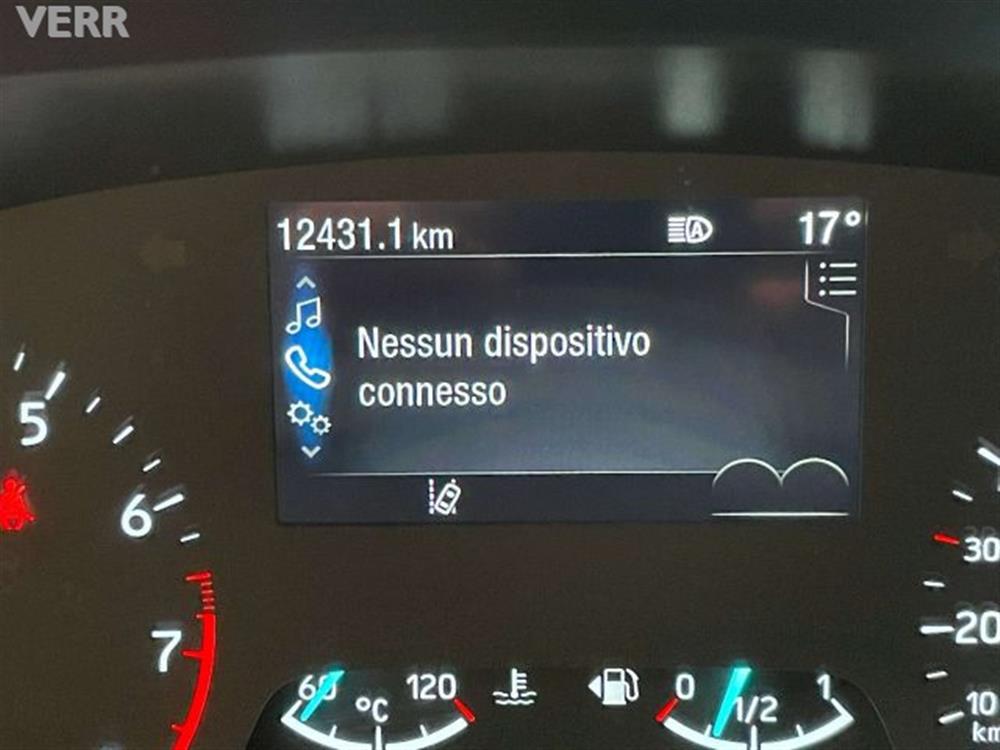 VERR
12431.1 km
17°
Nessun dispositivo
connesso
5
6
7
60
°C
120
0
1/2
1
30
20
10
km